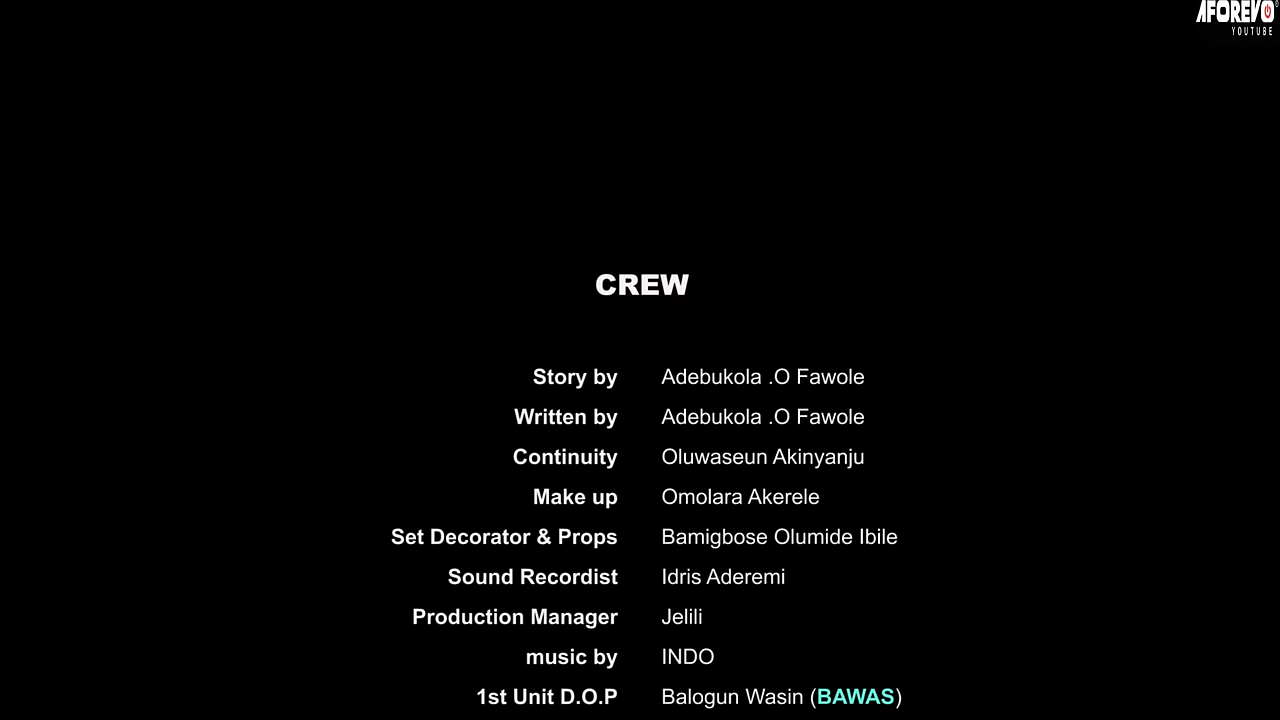 AFOREVO
YOUTUBE
CREW
Story by Adebukola .O Fawole
Written by Adebukola .O Fawole
Continuity Oluwaseun Akinyanju
Make up Omolara Akerele
Set Decorator & Props Bamigbose Olumide Ibile
Sound Recordist Idris Aderemi
Production Manager Jelili
music by INDO
1st Unit D.O.P Balogun Wasin (BAWAS)